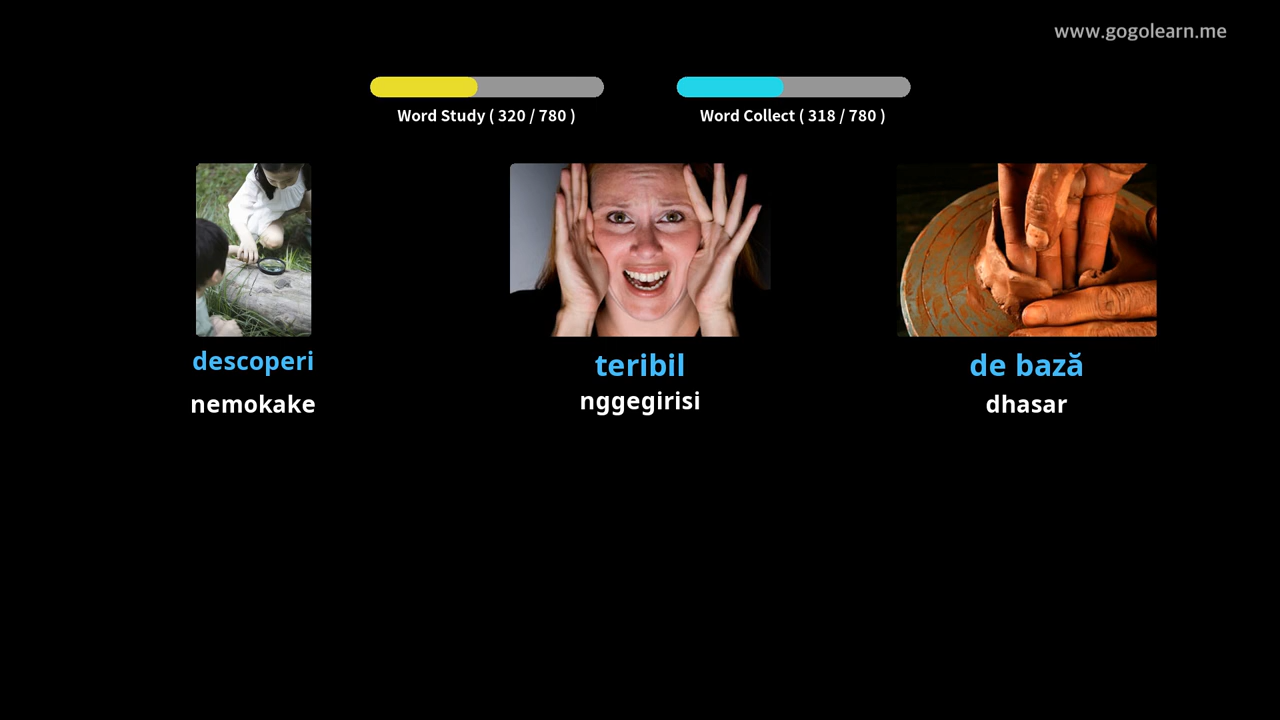 www.gogolearn.me
Word Study ( 320 / 780 )
Word Collect ( 318 / 780 )
descoperi
nemokake
teribil
nggegirisi
de bază
dhasar